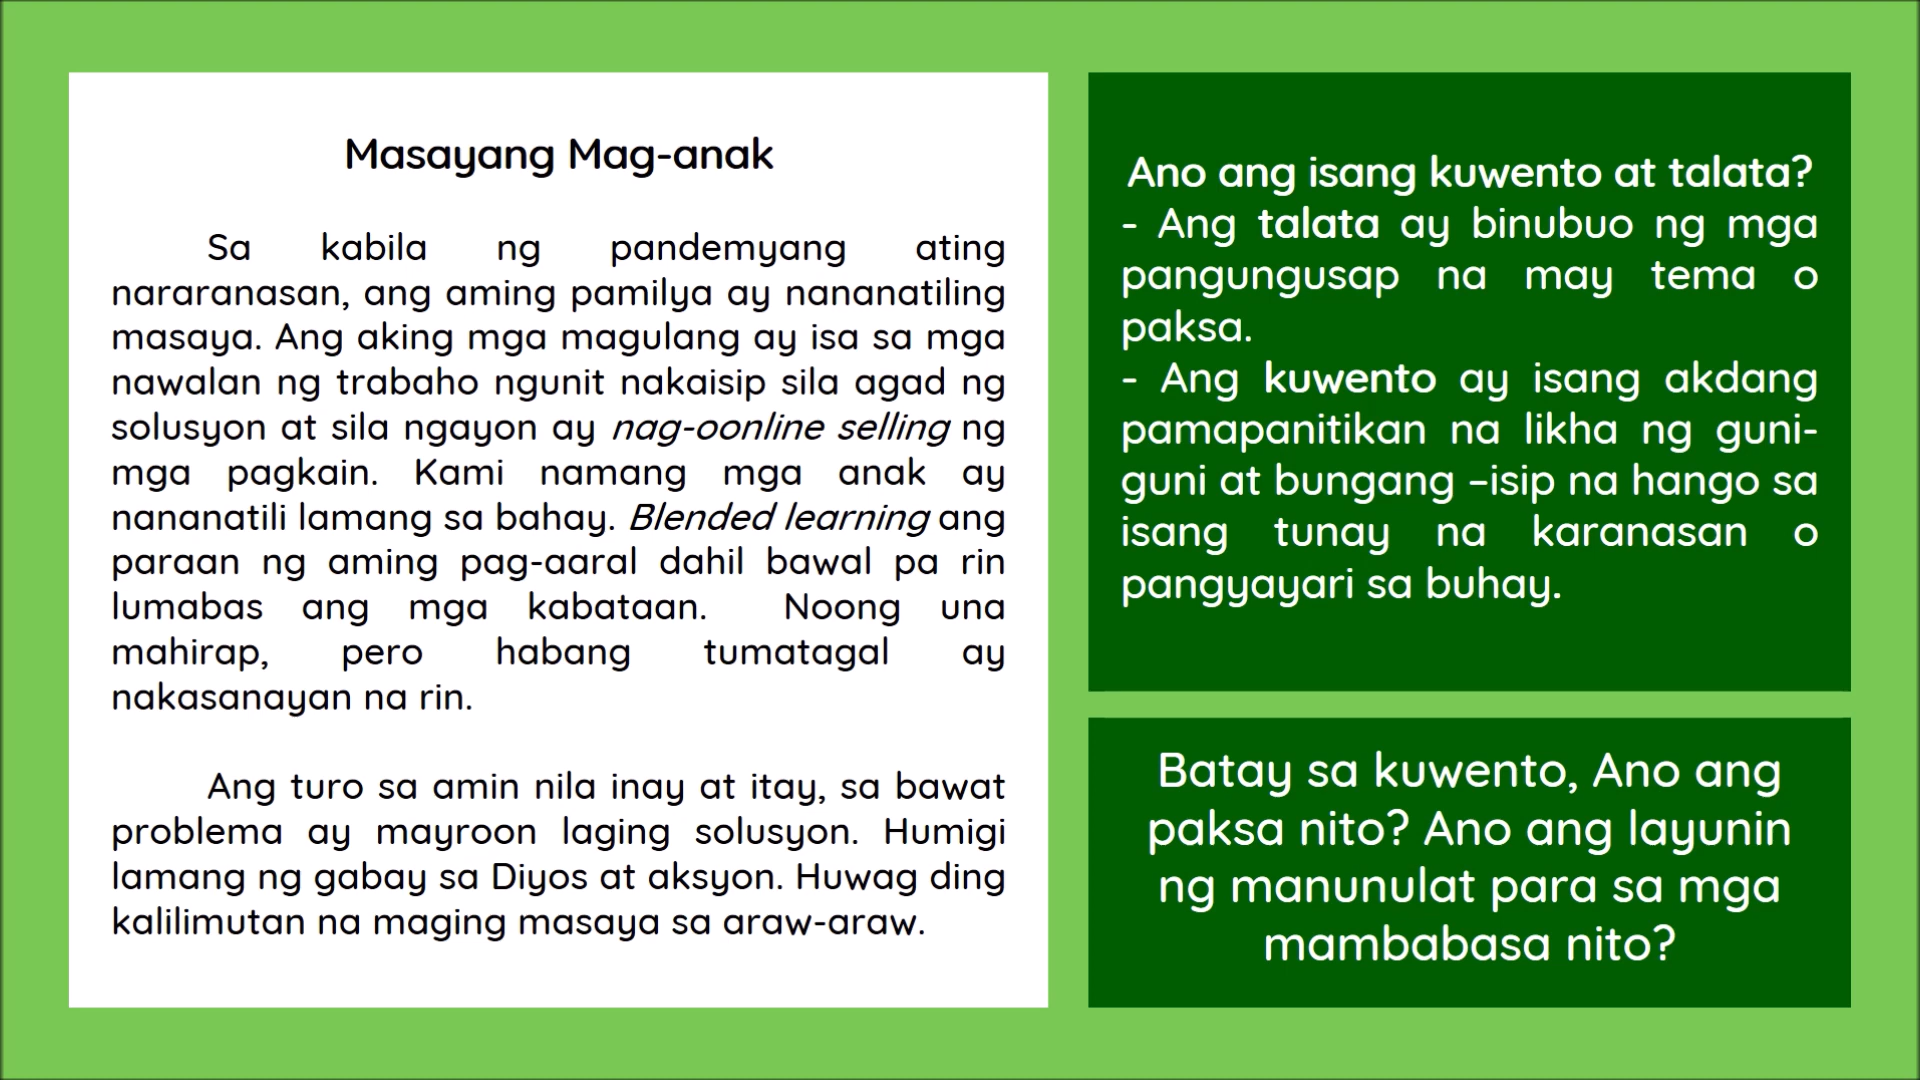 Masayang Mag-anak
Sa kabila ng pandemyang ating
nararanasan, ang aming pamilya ay nananatiling
masaya. Ang aking mga magulang ay isa sa mga
nawalan ng trabaho ngunit nakaisip sila agad ng
solusyon at sila ngayon ay nag-oonline selling ng
mga pagkain. Kami namang mga anak ay
nananatili lamang sa bahay. Blended learning ang
paraan ng aming pag-aaral dahil bawal pa rin
lumabas ang mga kabataan. Noong una
mahirap, pero habang tumatagal ay
nakasanayan na rin.
Ang turo sa amin nila inay at itay, sa bawat
problema ay mayroon laging solusyon. Humigi
lamang ng gabay sa Diyos at aksyon. Huwag ding
kalilimutan na maging masaya sa araw-araw.
Ano ang isang kuwento at talata?
- Ang talata ay binubuo ng mga
pangungusap na may tema o
paksa.
- Ang kuwento ay isang akdang
pamapanitikan na likha ng guni-
guni at bungang –isip na hango sa
isang tunay na karanasan o
pangyayari sa buhay.
Batay sa kuwento, Ano ang
paksa nito? Ano ang layunin
ng manunulat para sa mga
mambabasa nito?